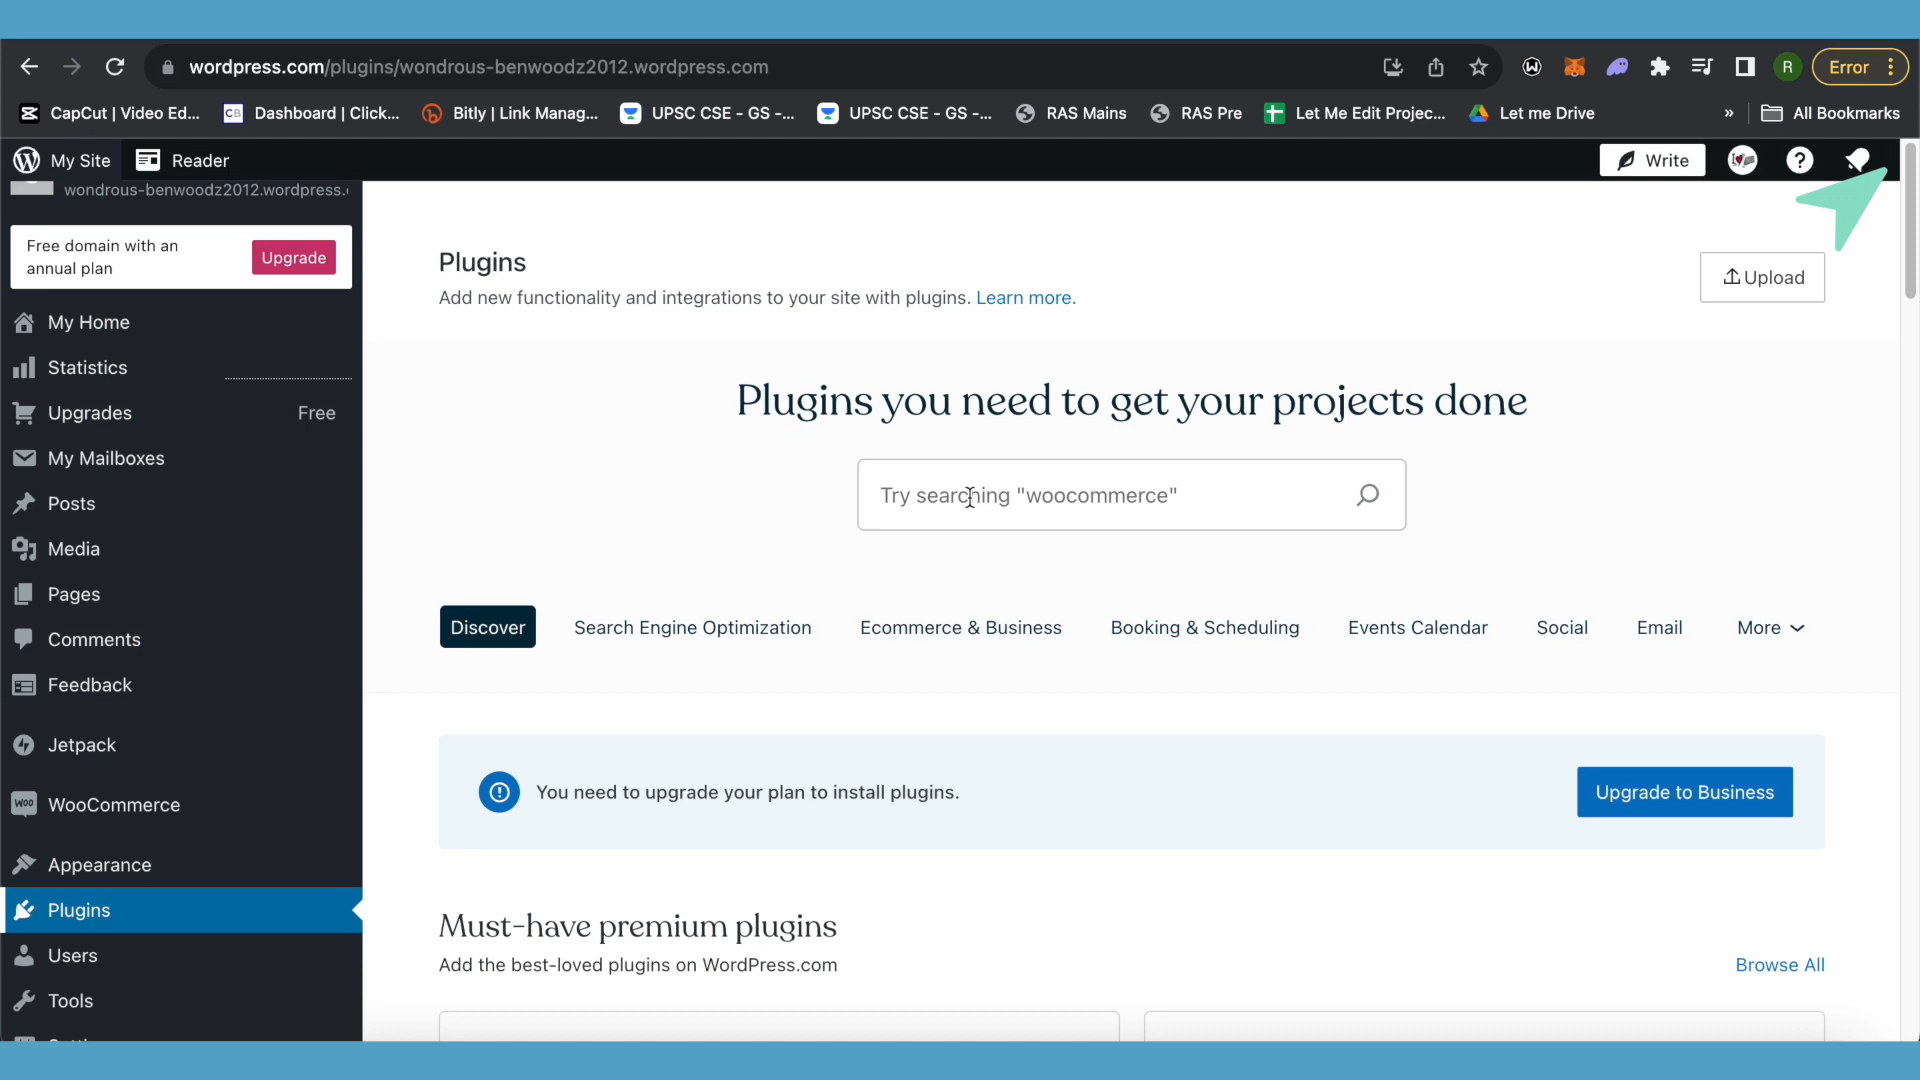 wordpress.com/plugins/wondrous-benwoodz2012.wordpress.com
R
Error
CapCut | Video Ed...
CB
Dashboard | Click...
Bitly | Link Manag...
UPSC CSE - GS -...
UPSC CSE - GS -...
RAS Mains
RAS Pre
Let Me Edit Projec...
Let me Drive
»
All Bookmarks
My Site
Reader
Write
wondrous-benwoodz2012.wordpress.
Free domain with an
annual plan
Upgrade
My Home
Statistics
Upgrades
Free
My Mailboxes
Posts
Media
Pages
Comments
Feedback
Jetpack
woo
WooCommerce
Appearance
Plugins
Users
Tools
Plugins
Add new functionality and integrations to your site with plugins. Learn more.
Upload
Plugins you need to get your projects done
Try searching "woocommerce"
Discover
Search Engine Optimization
Ecommerce & Business
Booking & Scheduling
Events Calendar
Social
Email
More
You need to upgrade your plan to install plugins.
Upgrade to Business
Must-have premium plugins
Add the best-loved plugins on WordPress.com
Browse All